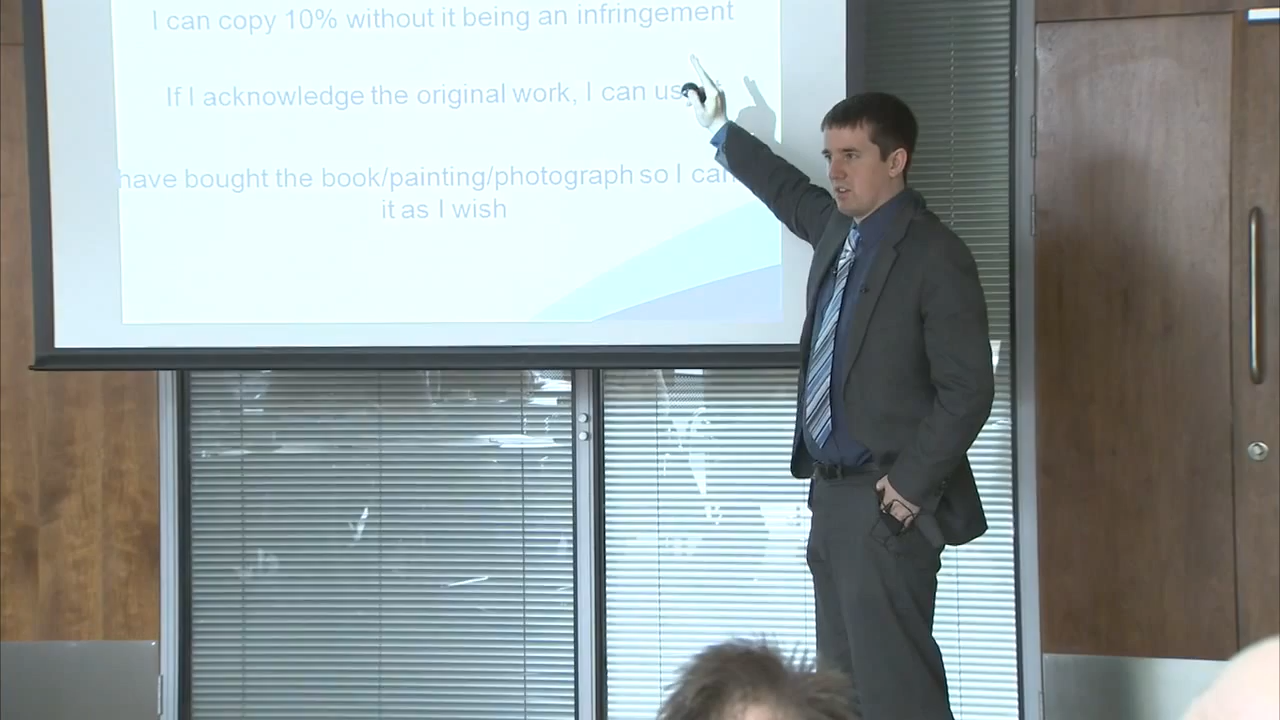 I can copy 10% without it being an infringement
If I acknowledge the original work, I can us
have bought the book/painting/photograph so I can
it as I wish